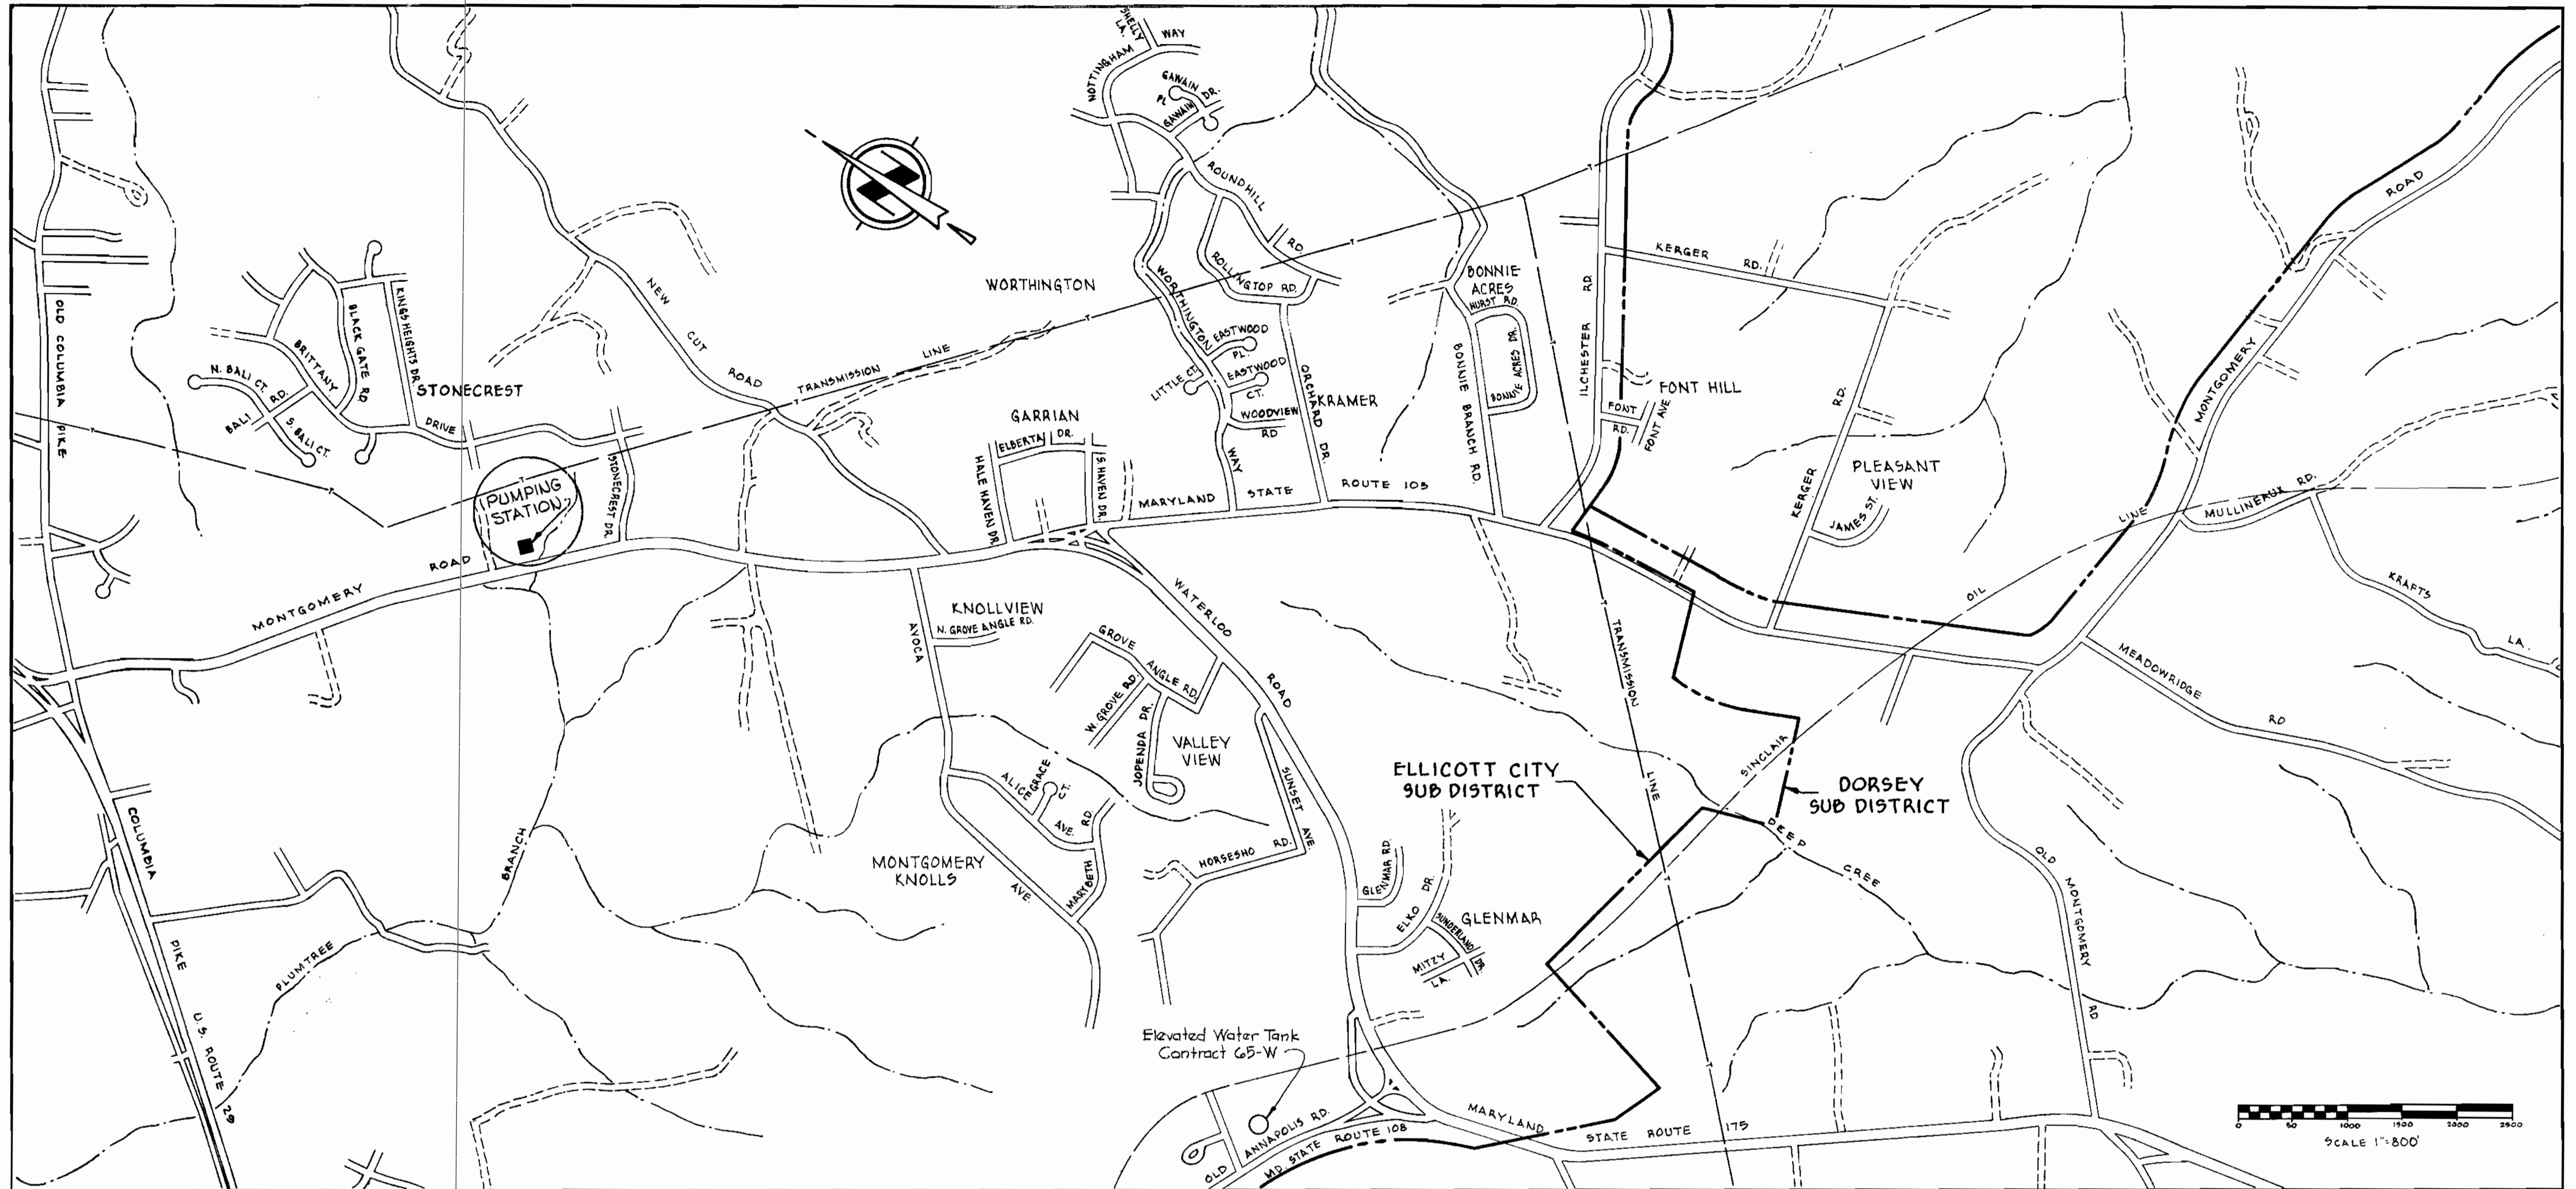 SHELLY
LA.
WAY
NOTTINGHAM
GAWAIN DR.
PL
GAWAIN
ROUNDHILL
RD.
ROLLINGTOP RD.
WORTHINGTON
WORTHINGTON
WAY
EASTWOOD
PL.
LITTLE CT.
EASTWOOD
CT.
WOODVIEW
RD
ORCHARD DR.
KRAMER
BONNIE
ACRES
HURST RD.
BONNIE ACRES DR.
BONNIE BRANCH RD.
ILCHESTER RD
KERGER RD.
FONT HILL
FONT
RD.
FONT AVE
KERGER RD.
PLEASANT
VIEW
JAMES ST.
MONTGOMERY ROAD
MULLINEAUX RD.
KRAFTS LA.
MEADOWRIDGE RD
OLD COLUMBIA PIKE
KINGS HEIGHTS DR.
BLACK GATE RD
BRITTANY DRIVE
N. BALI CT.
BALI RD.
S. BALI CT.
STONECREST
NEW CUT ROAD
TRANSMISSION LINE
GARRIAN
ELBERTA DR.
HALE HAVEN DR.
S. HAVEN DR.
MARYLAND STATE ROUTE 103
PUMPING
STATION
STONECREST DR.
MONTGOMERY ROAD
KNOLLVIEW
N. GROVE ANGLE RD.
AVOCA AVE.
GROVE ANGLE RD.
W. GROVE RD
JOPENDA DR.
VALLEY
VIEW
WATERLOO ROAD
SUNSET AVE.
ALICE AVE.
GRACE
CT.
MARYBETH RD.
MONTGOMERY
KNOLLS
HORSESHO RD.
TRANSMISSION LINE
SINCLAIR OIL LINE
ELLICOTT CITY
SUB DISTRICT
DORSEY
SUB DISTRICT
DEEP CREE
OLD MONTGOMERY RD
GLENMAR RD.
ELKO DR.
GLENMAR
SUNDERLAND
DR.
MITZY
LA.
COLUMBIA PIKE U.S. ROUTE 29
PLUMTREE BRANCH
Elevated Water Tank
Contract 65-W
OLD ANNAPOLIS RD.
MD. STATE ROUTE 108
MARYLAND STATE ROUTE 175
0 50 1000 1500 2000 2500
SCALE 1"=800'